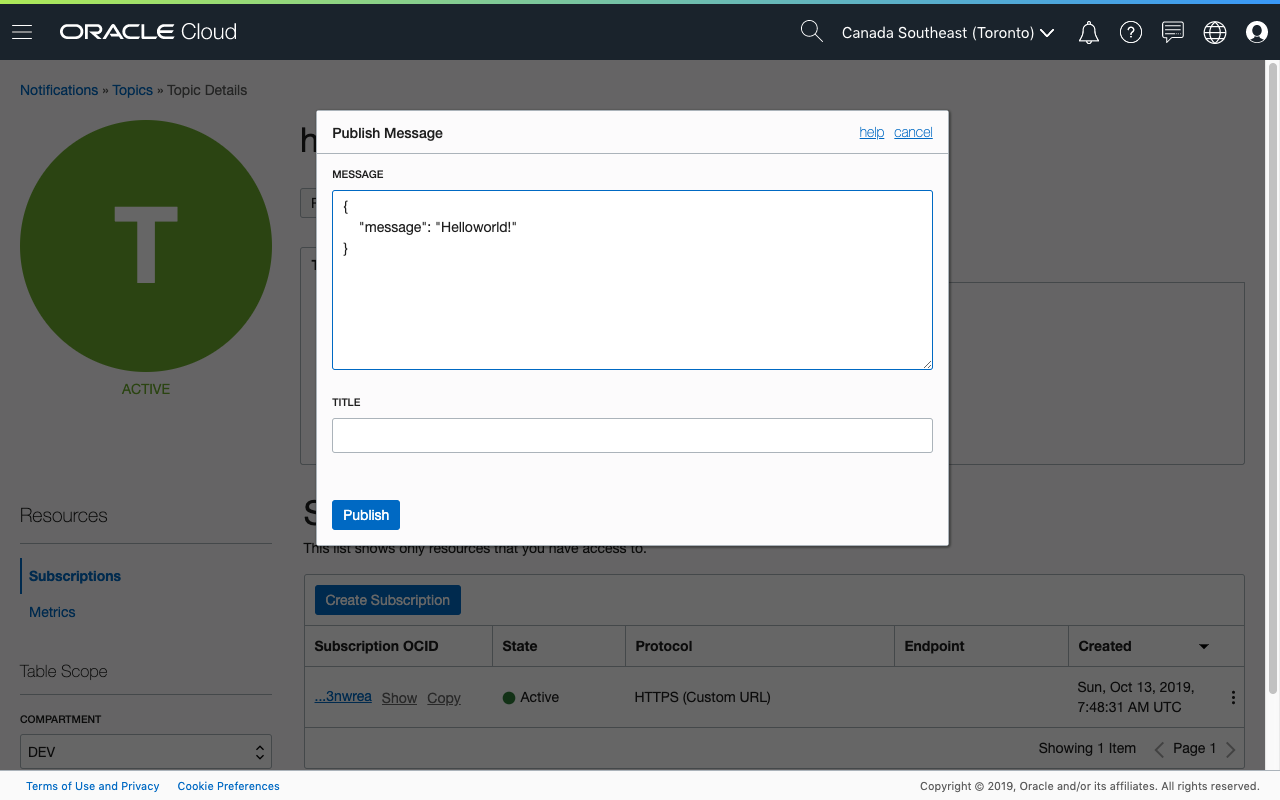 ORACLE Cloud
Canada Southeast (Toronto)
Notifications » Topics » Topic Details
T
ACTIVE
Publish Message
help cancel
MESSAGE
{
"message": "Helloworld!"
}
TITLE
Publish
This list shows only resources that you have access to.
Resources
Subscriptions
Metrics
Table Scope
COMPARTMENT
DEV
Create Subscription
Subscription OCID State Protocol Endpoint Created
...3nwrea Show Copy Active HTTPS (Custom URL) Sun, Oct 13, 2019,
7:48:31 AM UTC
Showing 1 Item Page 1
Terms of Use and Privacy Cookie Preferences Copyright © 2019, Oracle and/or its affiliates. All rights reserved.